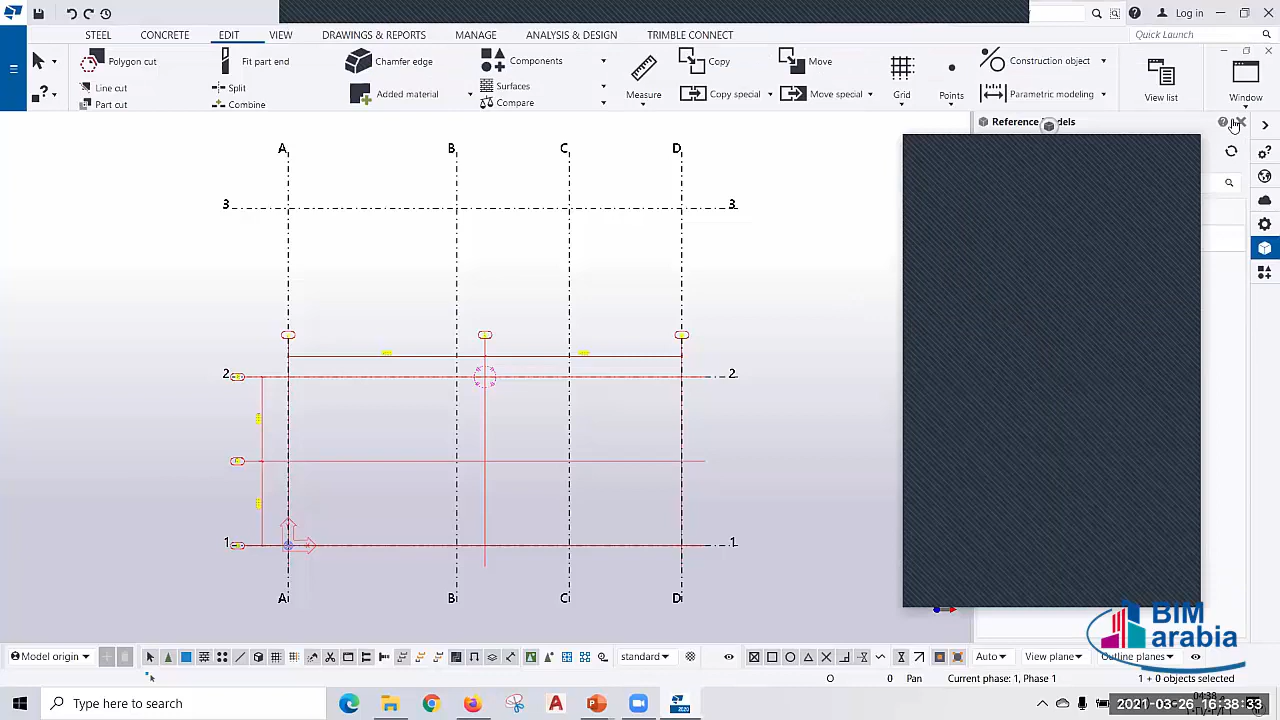 Log in
STEEL CONCRETE EDIT VIEW DRAWINGS & REPORTS MANAGE ANALYSIS & DESIGN TRIMBLE CONNECT
Quick Launch
Polygon cut
Line cut
Part cut
Fit part end
Split
Combine
Chamfer edge
Added material
Components
Surfaces
Compare
Measure
Copy
Copy special
Move
Move special
Grid
Points
Construction object
Parametric modeling
View list
Window
A B C D
3 3
2 2
1 1
A B C D
BIM
arabia
Model origin
standard
Auto
View plane
Outline planes
O 0 Pan Current phase: 1, Phase 1 1 + 0 objects selected
Type here to search
2020
04:38
2021-03-26 16:38:33